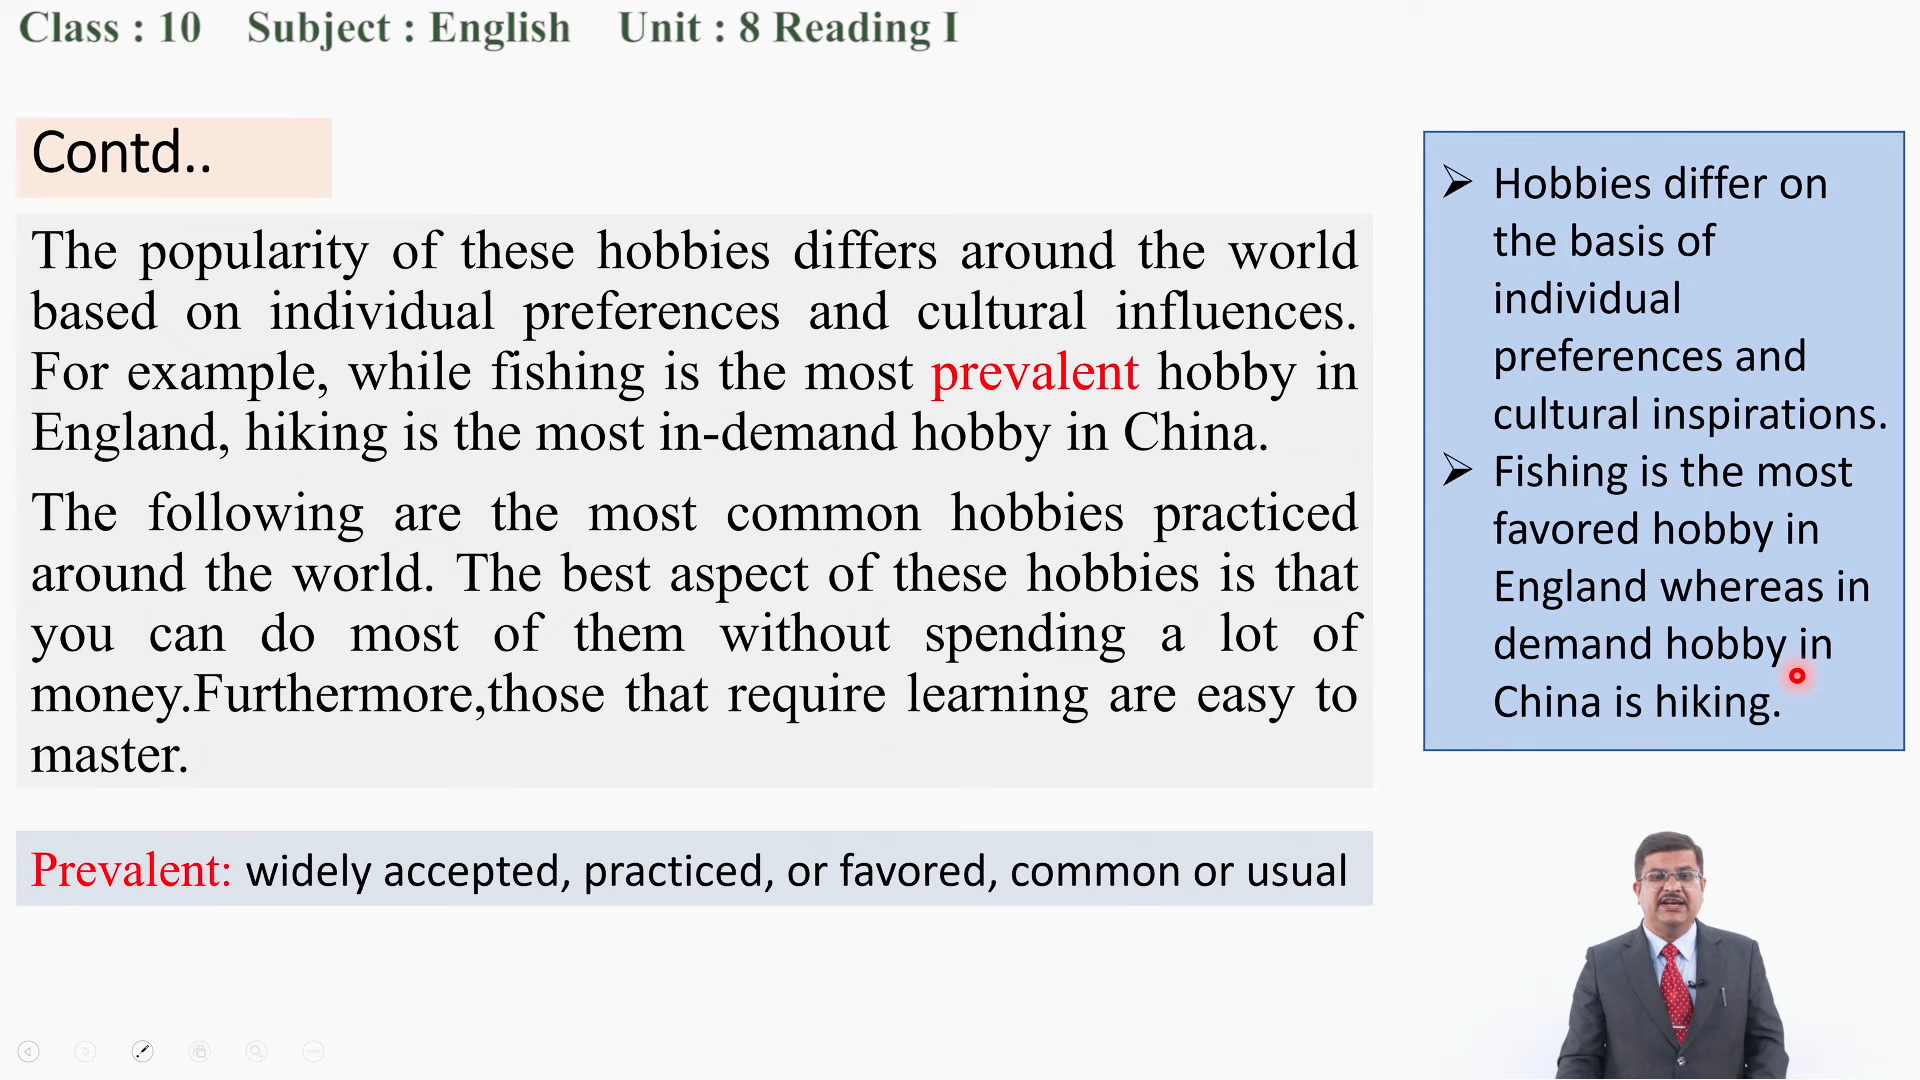 Class : 10 Subject : English Unit : 8 Reading I
Contd..
The popularity of these hobbies differs around the world
based on individual preferences and cultural influences.
For example, while fishing is the most prevalent hobby in
England, hiking is the most in-demand hobby in China.
The following are the most common hobbies practiced
around the world. The best aspect of these hobbies is that
you can do most of them without spending a lot of
money.Furthermore,those that require learning are easy to
master.
Prevalent: widely accepted, practiced, or favored, common or usual
➢ Hobbies differ on
the basis of
individual
preferences and
cultural inspirations.
➢ Fishing is the most
favored hobby in
England whereas in
demand hobby in
China is hiking.